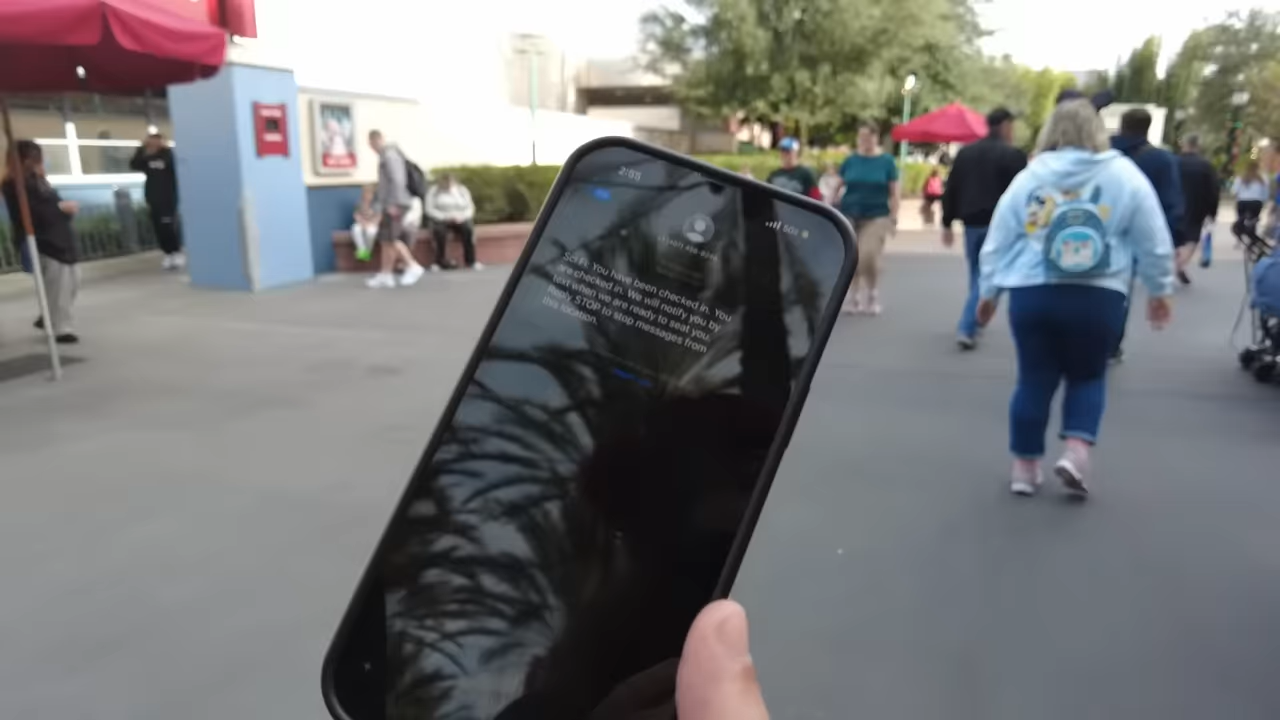 2:05
Sci Fi. You have been checked in. You
are checked in. We will notify you by
text when we are ready to seat you.
Reply STOP to stop messages from
this location.